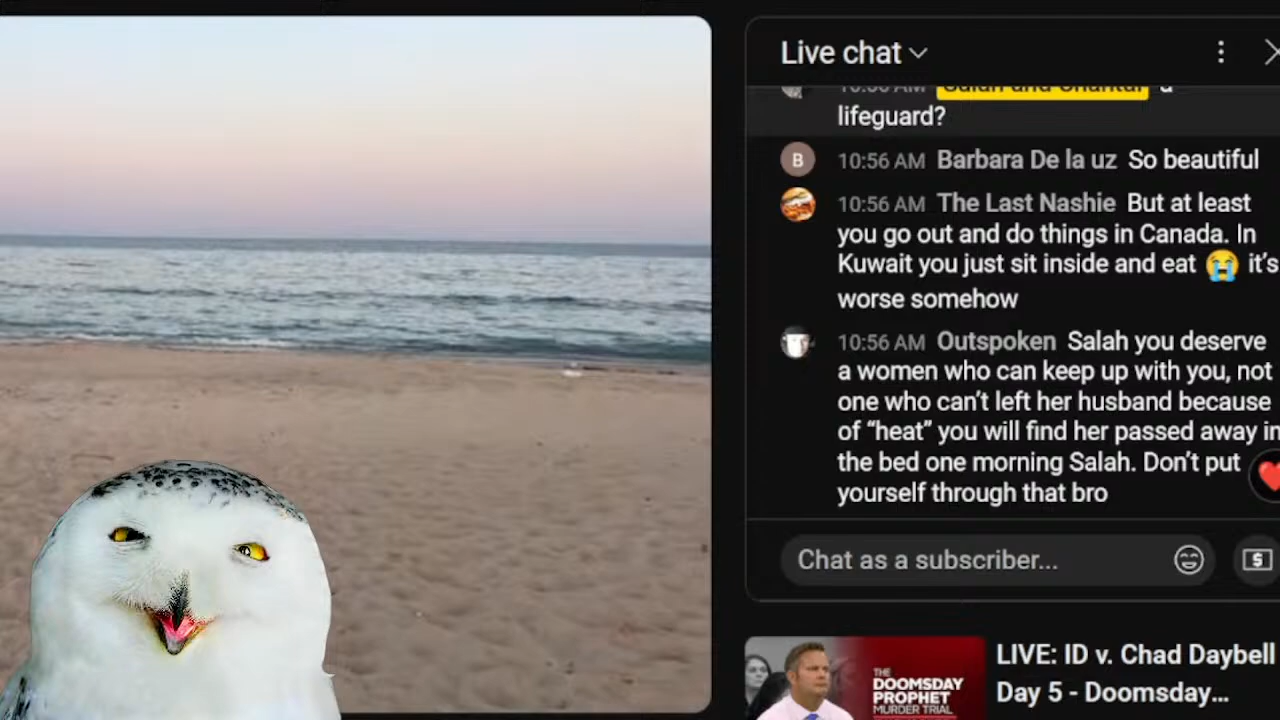 Live chat
10:56 AM Salah and Chantal a
lifeguard?
B 10:56 AM Barbara De la uz So beautiful
10:56 AM The Last Nashie But at least
you go out and do things in Canada. In
Kuwait you just sit inside and eat 😭 it's
worse somehow
10:56 AM Outspoken Salah you deserve
a women who can keep up with you, not
one who can't left her husband because
of “heat” you will find her passed away in
the bed one morning Salah. Don't put
yourself through that bro
Chat as a subscriber...
LIVE: ID v. Chad Daybell
Day 5 - Doomsday...
THE
DOOMSDAY
PROPHET
MURDER TRIAL